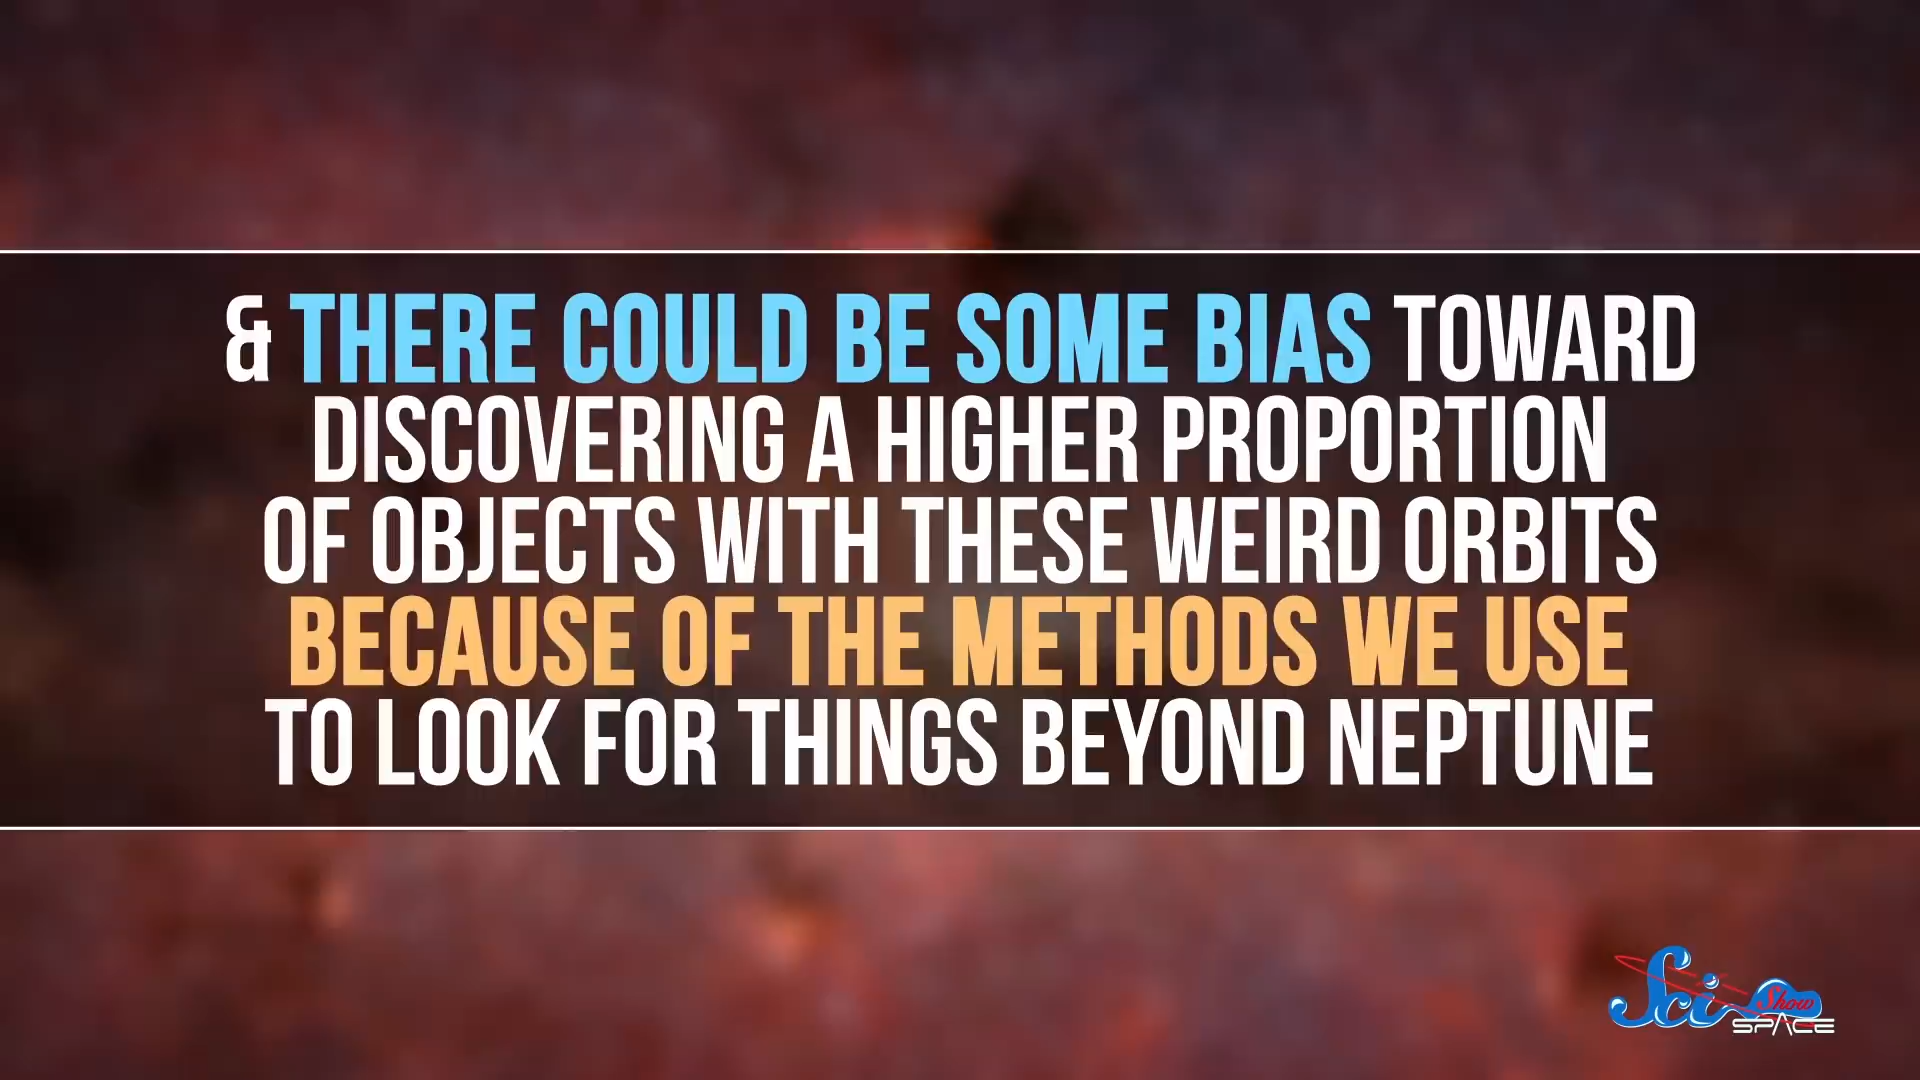 & THERE COULD BE SOME BIAS TOWARD
DISCOVERING A HIGHER PROPORTION
OF OBJECTS WITH THESE WEIRD ORBITS
BECAUSE OF THE METHODS WE USE
TO LOOK FOR THINGS BEYOND NEPTUNE
Sci Show
SPACE